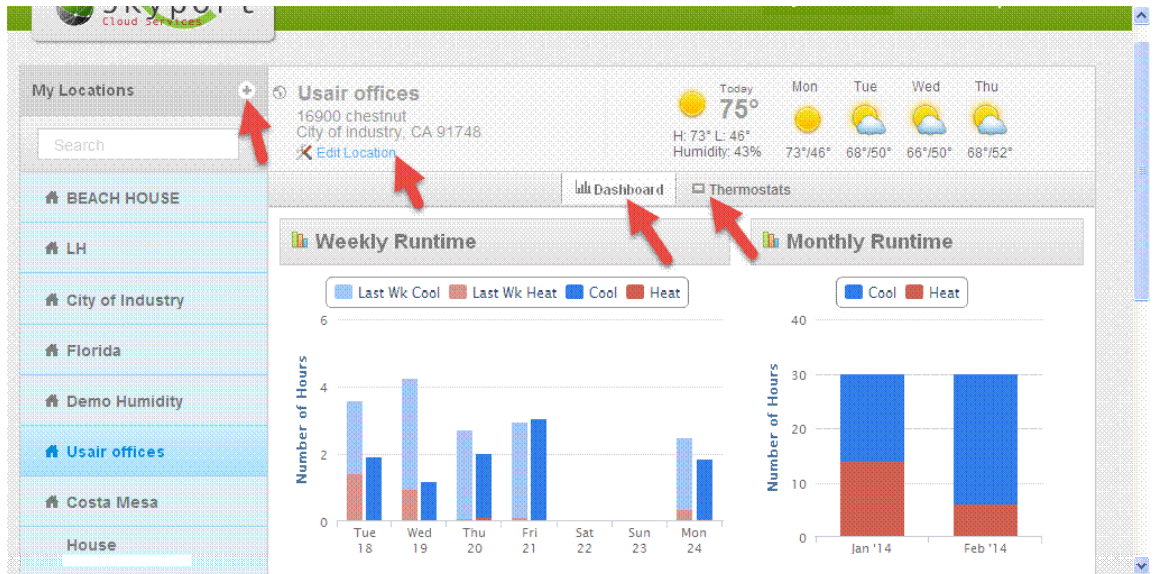 Skyport
Cloud Services
My Locations
Search
BEACH HOUSE
LH
City of Industry
Florida
Demo Humidity
Usair offices
Costa Mesa
House
Usair offices
16900 chestnut
City of Industry, CA 91748
Edit Location
Today
75°
H: 73° L: 46°
Humidity: 43%
Mon Tue Wed Thu
73°/46° 68°/50° 66°/50° 68°/52°
Dashboard Thermostats
Weekly Runtime
Last Wk Cool Last Wk Heat Cool Heat
Number of Hours
6
4
2
0
Tue Wed Thu Fri Sat Sun Mon
18 19 20 21 22 23 24
Monthly Runtime
Cool Heat
Number of Hours
40
30
20
10
0
Jan '14 Feb '14